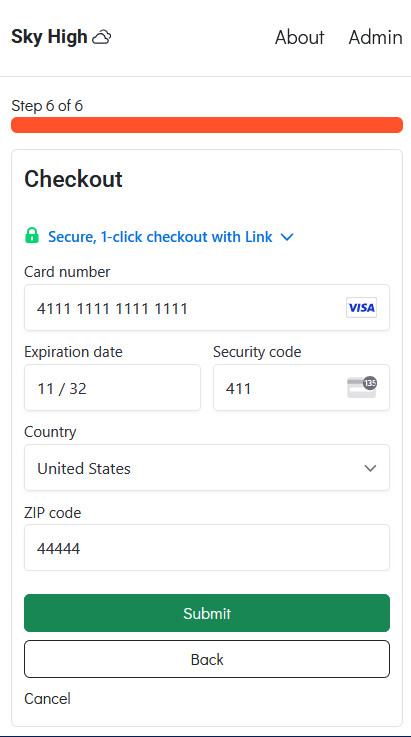 Sky High
About Admin
Step 6 of 6
Checkout
Secure, 1-click checkout with Link
Card number
4111 1111 1111 1111
VISA
Expiration date
Security code
11 / 32
411
135
Country
United States
ZIP code
44444
Submit
Back
Cancel